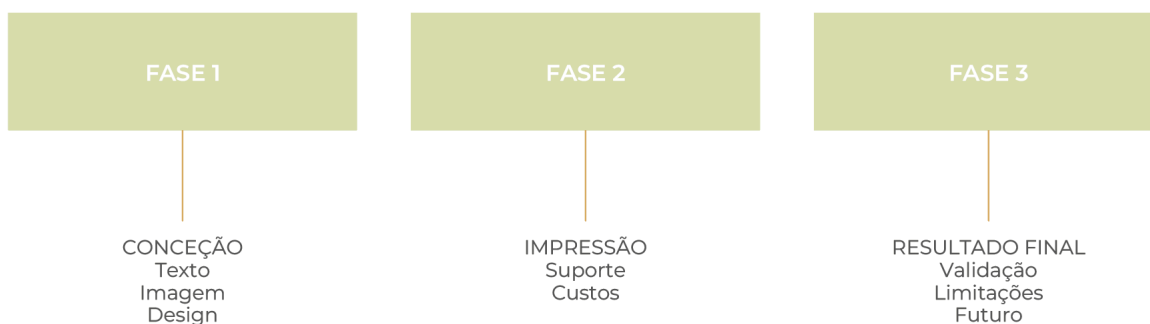 FASE 1
FASE 2
FASE 3
CONCEÇÃO
Texto
Imagem
Design
IMPRESSÃO
Suporte
Custos
RESULTADO FINAL
Validação
Limitações
Futuro